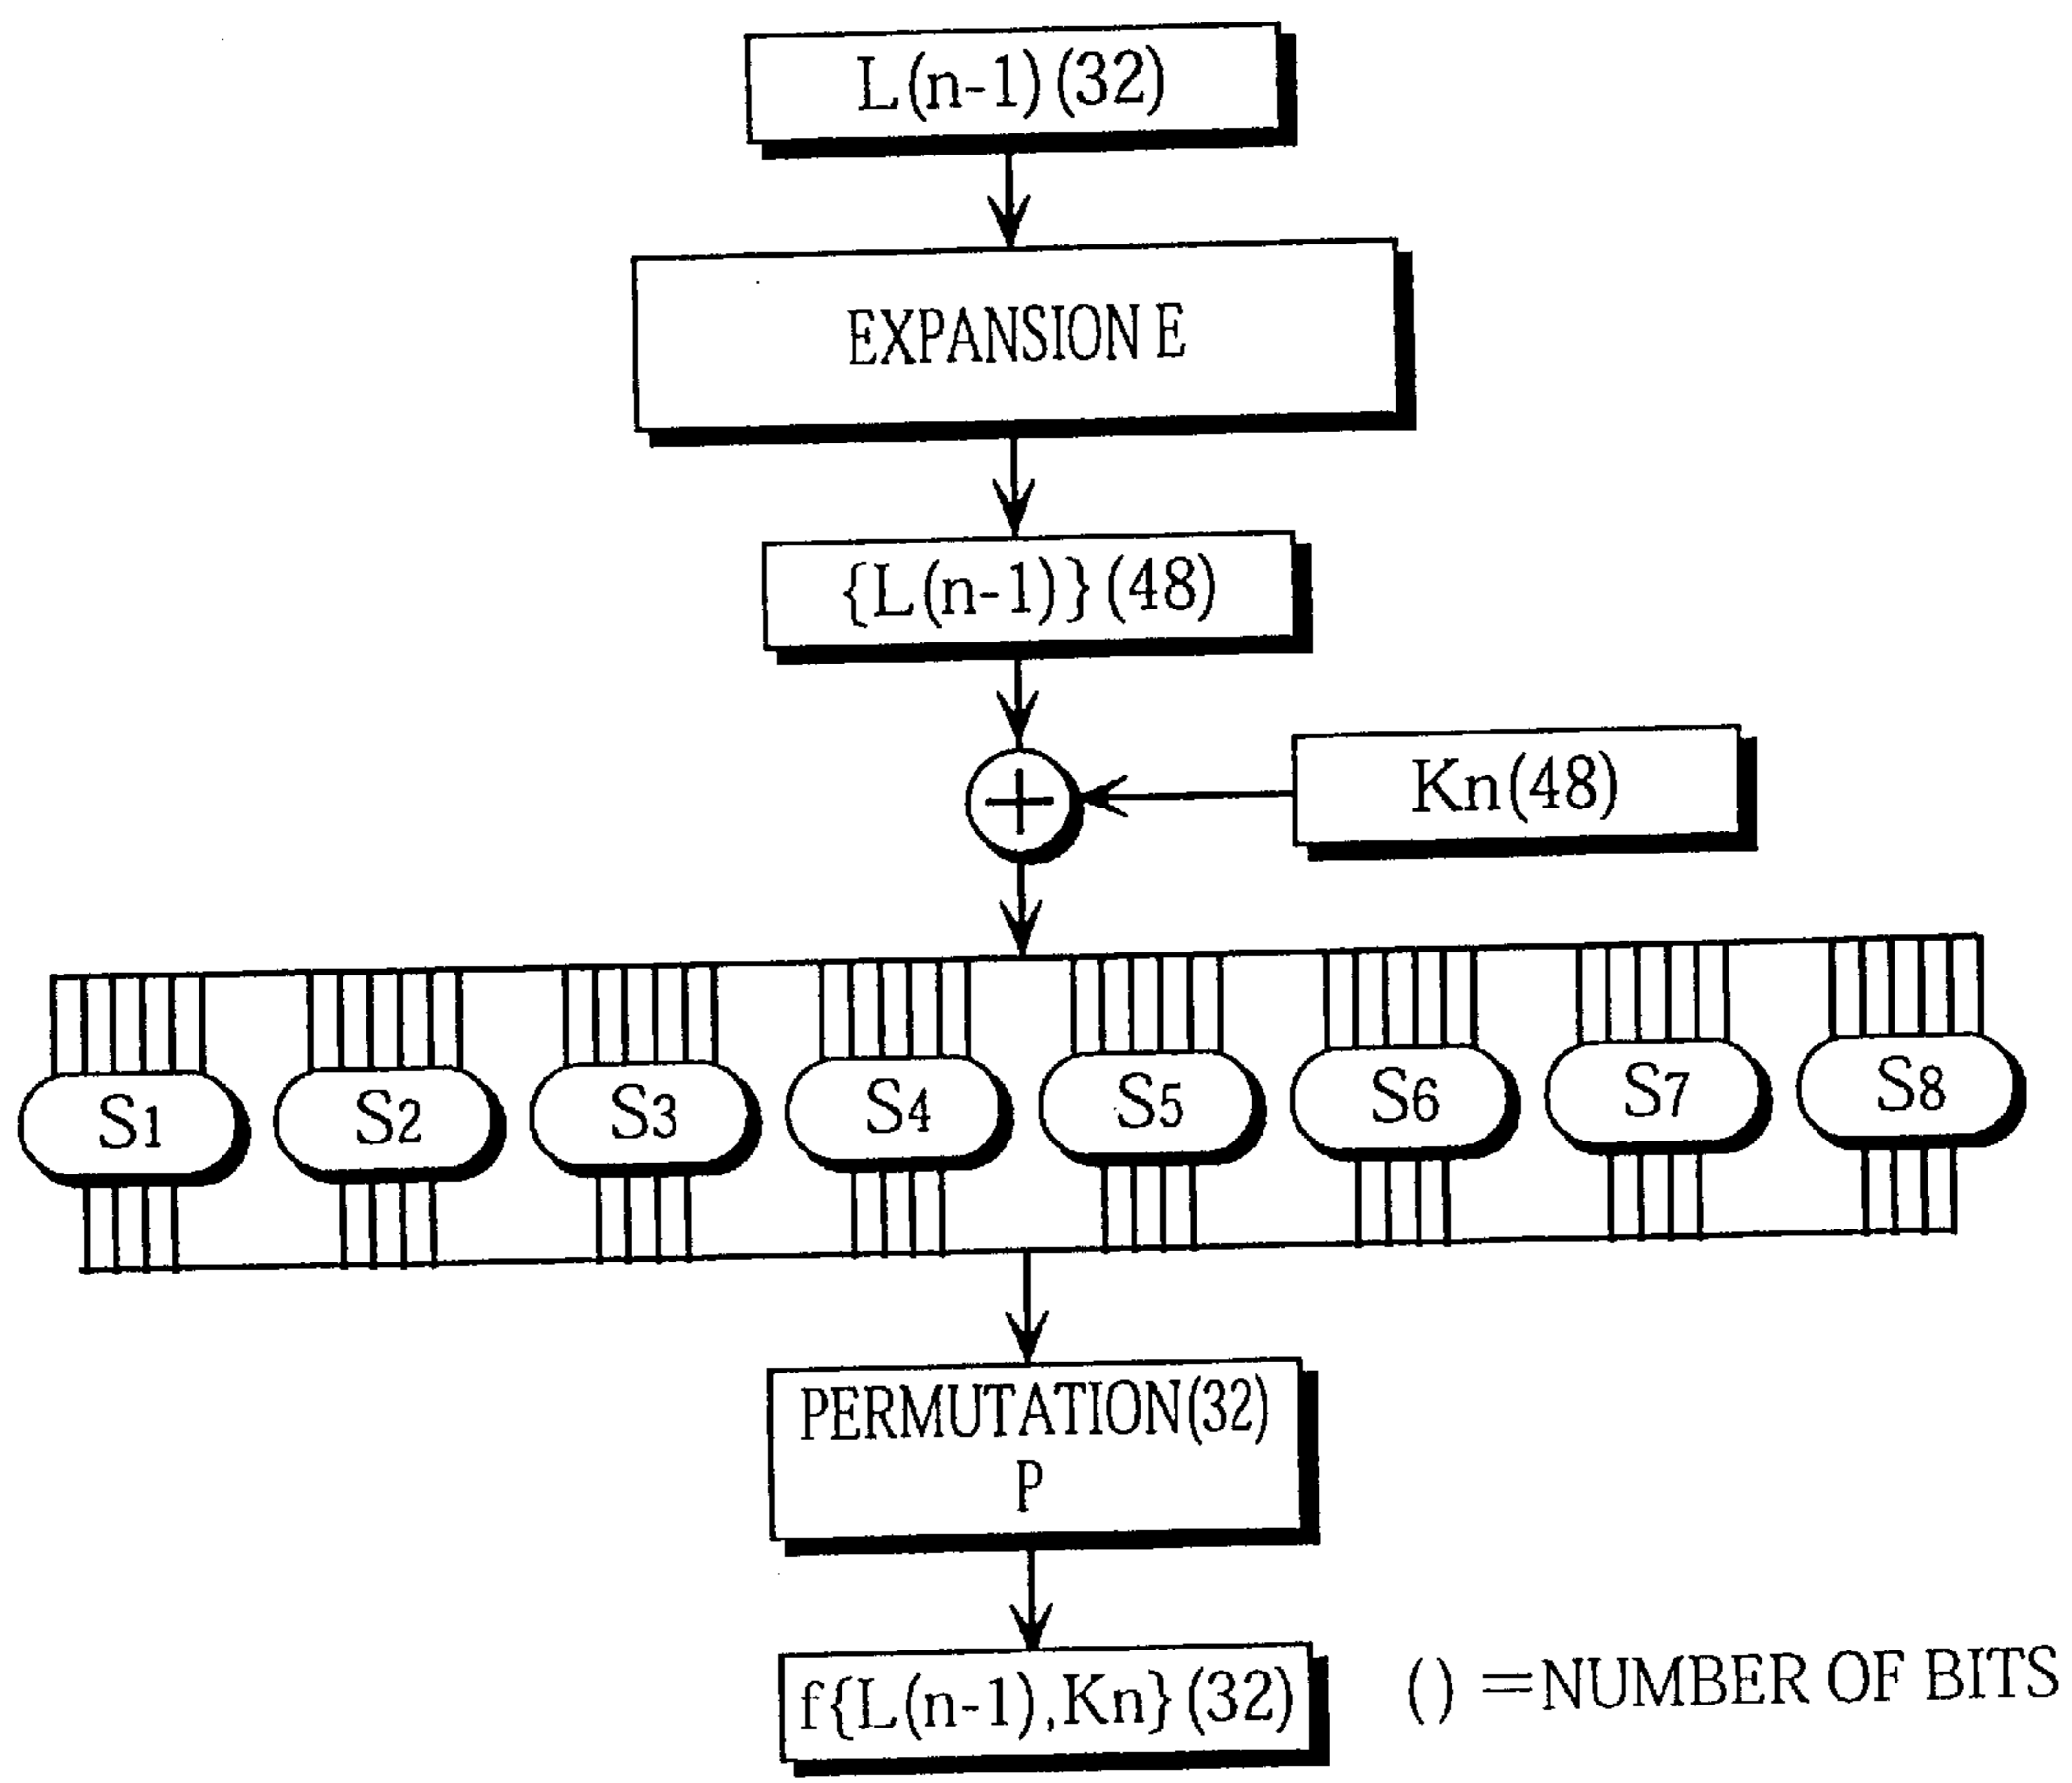 L(n-1)(32)
EXPANSION E
{L(n-1)}(48)
Kn(48)
S1 S2 S3 S4 S5 S6 S7 S8
PERMUTATION(32)
P
f{L(n-1),Kn}(32)
() =NUMBER OF BITS